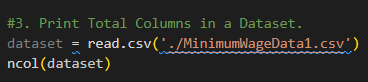 #3. Print Total Columns in a Dataset.
dataset = read.csv('./MinimumWageData1.csv')
ncol(dataset)